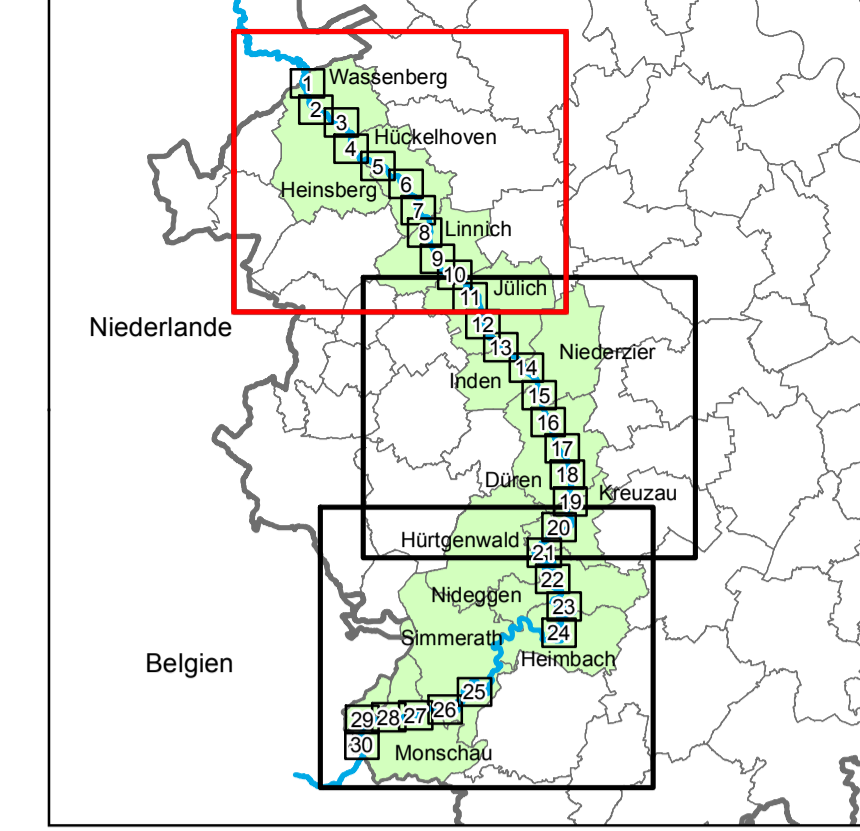 1
Wassenberg
2
3
Hückelhoven
4
5
6
Heinsberg
7
8
Linnich
9
10
Jülich
11
Niederlande
12
13
Niederzier
14
Inden
15
16
17
18
Düren
19
Kreuzau
20
Hürtgenwald
21
22
Nideggen
23
24
Simmerath
Heimbach
Belgien
25
26
27
28
29
30
Monschau